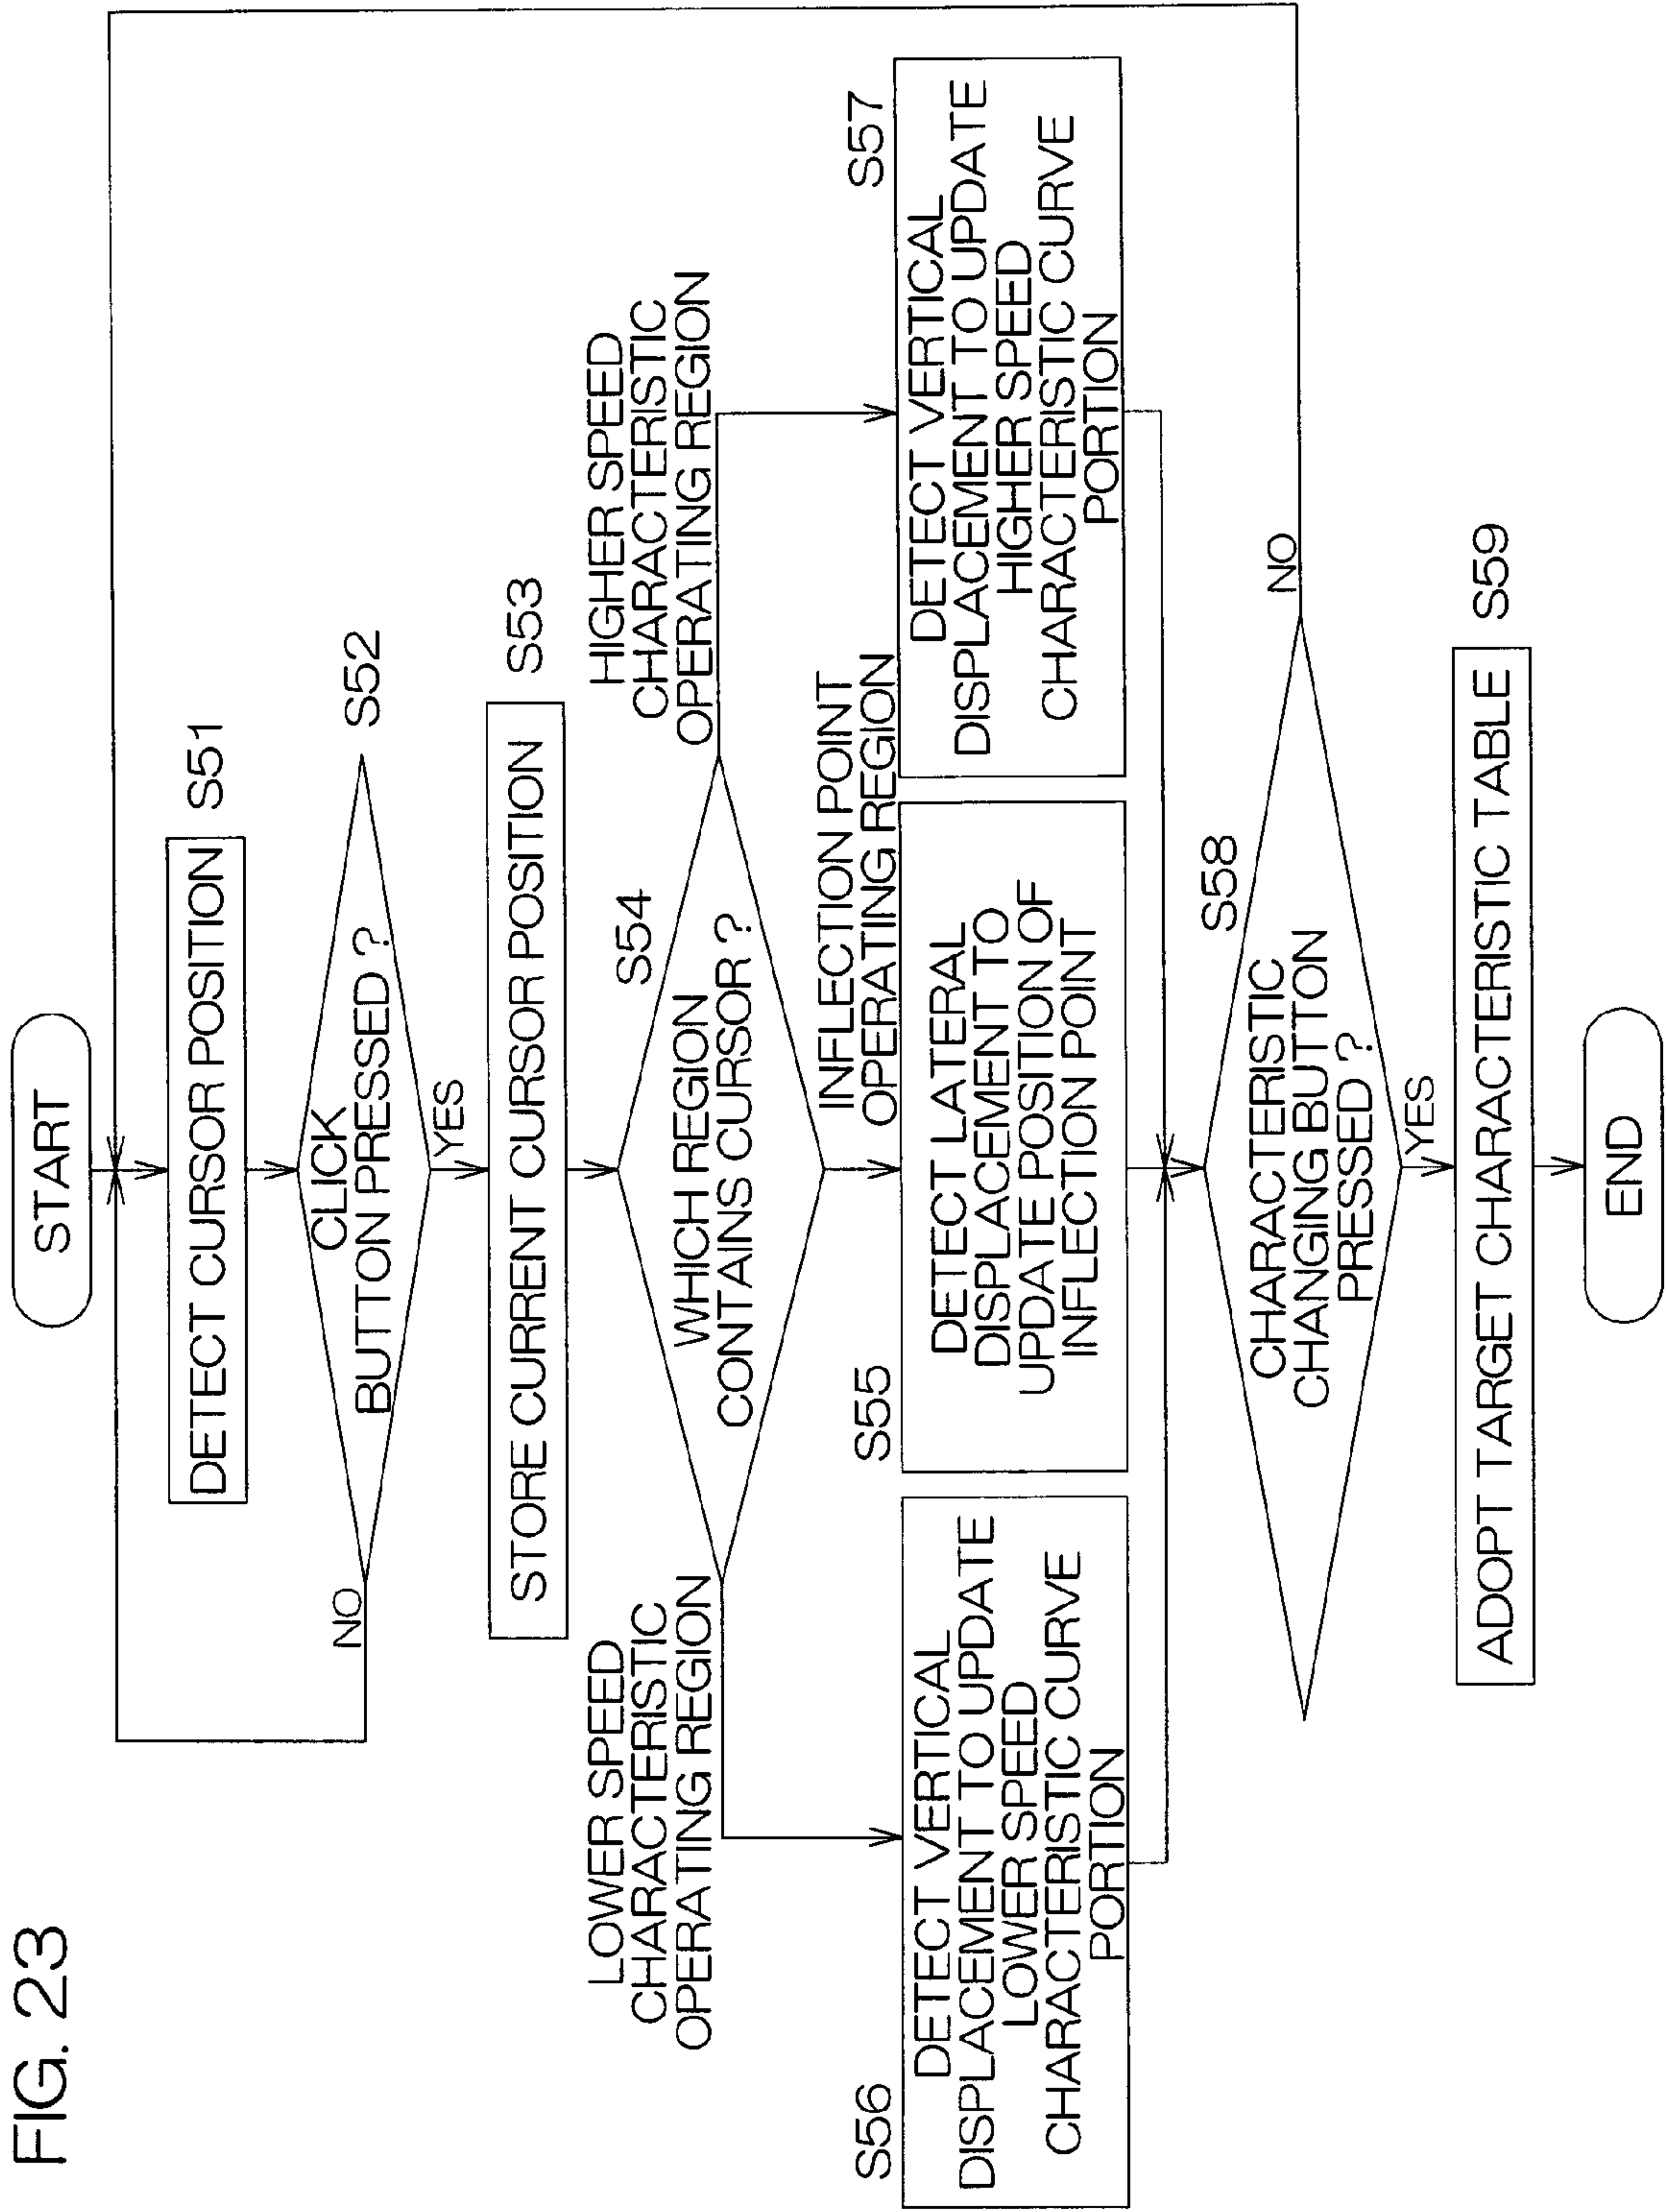 FIG. 23
START
DETECT CURSOR POSITION
S51
CLICK
BUTTON PRESSED ?
S52
NO
YES
STORE CURRENT CURSOR POSITION
S53
WHICH REGION
CONTAINS CURSOR ?
S54
LOWER SPEED
CHARACTERISTIC
OPERATING REGION
HIGHER SPEED
CHARACTERISTIC
OPERATING REGION
INFLECTION POINT
OPERATING REGION
S56
DETECT VERTICAL
DISPLACEMENT TO UPDATE
LOWER SPEED
CHARACTERISTIC CURVE
PORTION
S55
DETECT LATERAL
DISPLACEMENT TO
UPDATE POSITION OF
INFLECTION POINT
S57
DETECT VERTICAL
DISPLACEMENT TO UPDATE
HIGHER SPEED
CHARACTERISTIC CURVE
PORTION
S58
CHARACTERISTIC
CHANGING BUTTON
PRESSED ?
NO
YES
ADOPT TARGET CHARACTERISTIC TABLE
S59
END